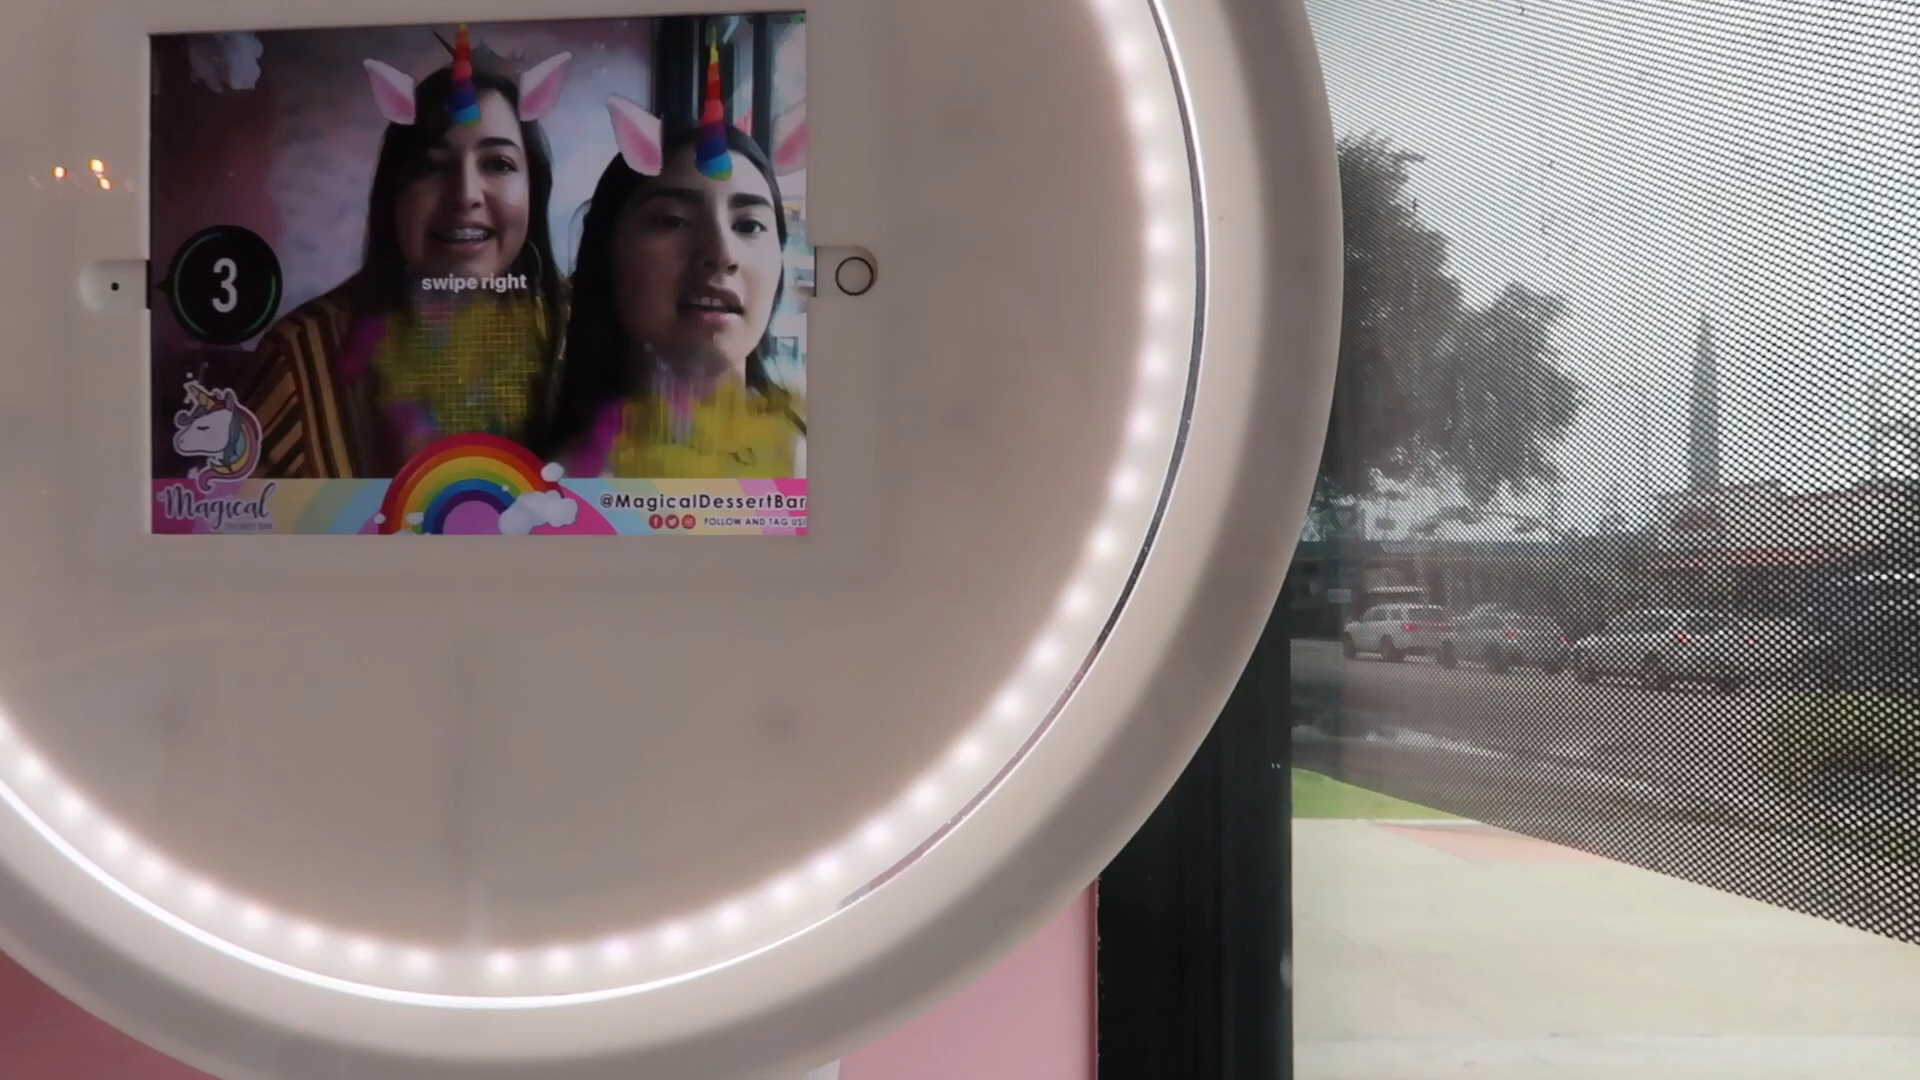 3
swipe right
Magical
@MagicalDessertBar
FOLLOW AND TAG US!